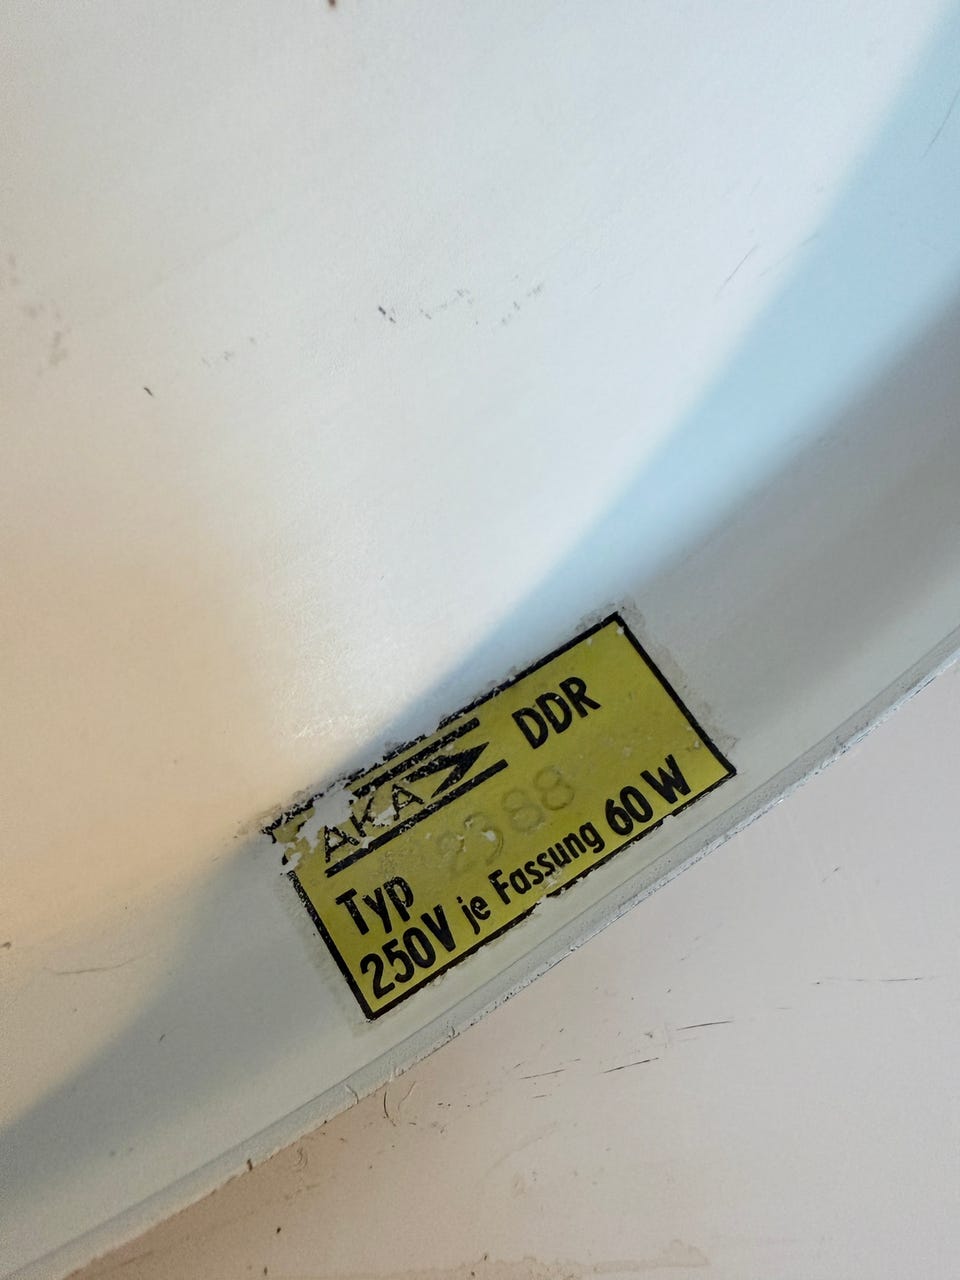 AKA DDR
2388
Typ
250V je Fassung 60 W